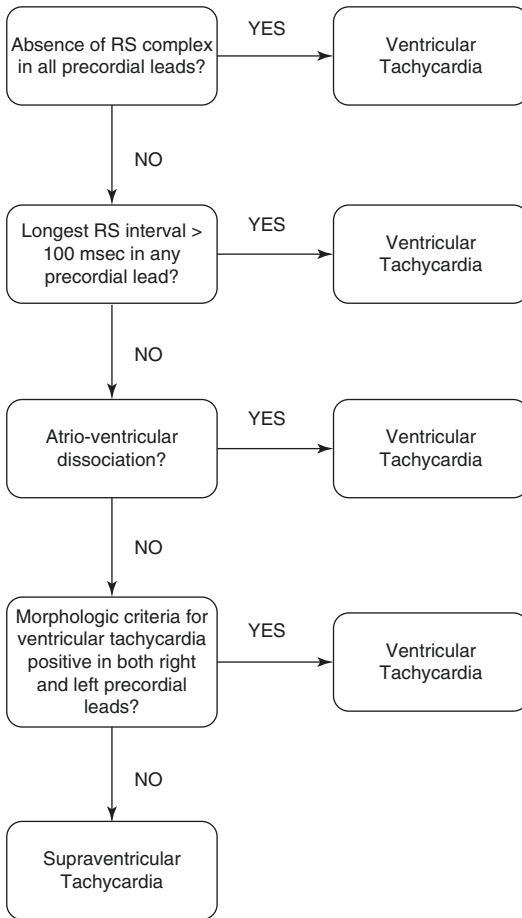 Absence of RS complex
in all precordial leads?
YES
Ventricular
Tachycardia
NO
Longest RS interval >
100 msec in any
precordial lead?
YES
Ventricular
Tachycardia
NO
Atrio-ventricular
dissociation?
YES
Ventricular
Tachycardia
NO
Morphologic criteria for
ventricular tachycardia
positive in both right
and left precordial
leads?
YES
Ventricular
Tachycardia
NO
Supraventricular
Tachycardia